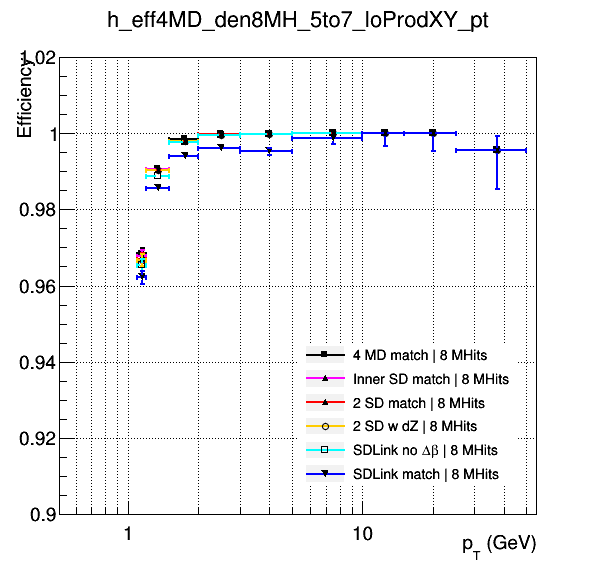 h_eff4MD_den8MH_5to7_loProdXY_pt
Efficiency
1.02
1
0.98
0.96
0.94
0.92
0.9
4 MD match | 8 MHits
Inner SD match | 8 MHits
2 SD match | 8 MHits
2 SD w dZ | 8 MHits
SDLink no Δβ | 8 MHits
SDLink match | 8 MHits
1
10
p_T (GeV)